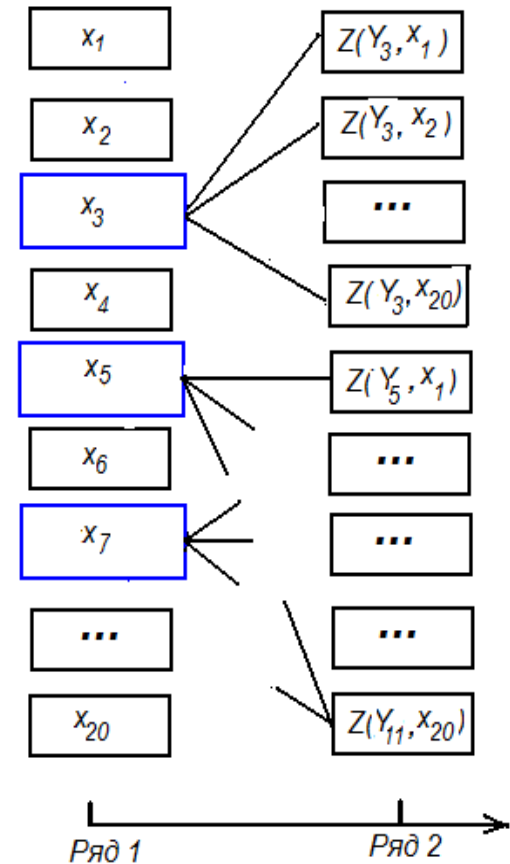 x1
x2
x3
x4
x5
x6
x7
...
x20
Z(Y3,x1)
Z(Y3,x2)
...
Z(Y3,x20)
Z(Y5,x1)
...
...
...
Z(Y11,x20)
Ряд 1
Ряд 2